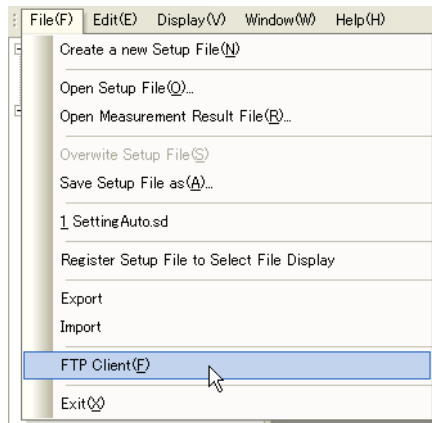 File(F) Edit(E) Display(V) Window(W) Help(H)
Create a new Setup File(N)
Open Setup File(O)...
Open Measurement Result File(R)...
Overwite Setup File(S)
Save Setup File as(A)...
1 SettingAuto.sd
Register Setup File to Select File Display
Export
Import
FTP Client(F)
Exit(X)